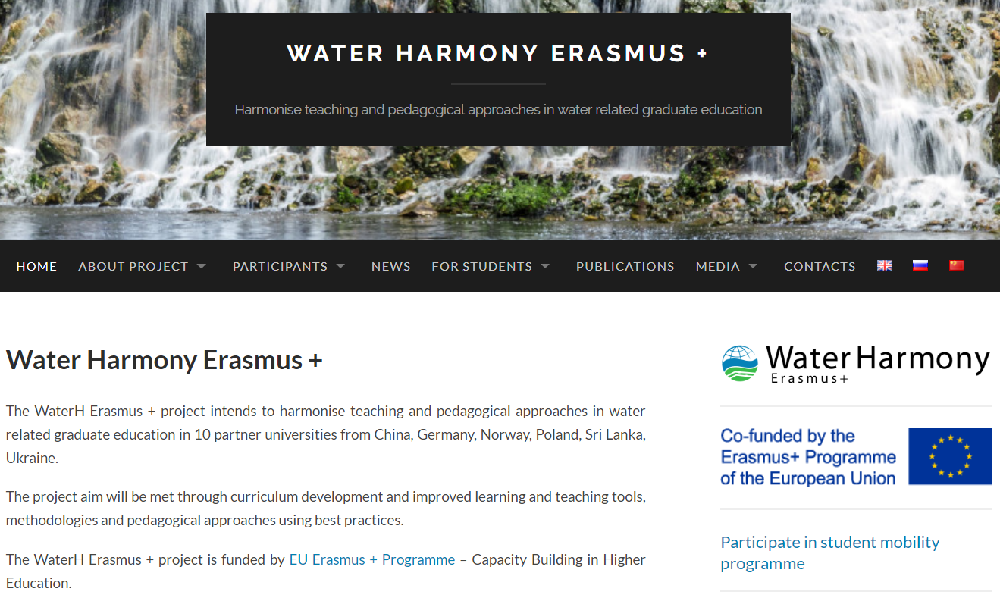 WATER HARMONY ERASMUS +
Harmonise teaching and pedagogical approaches in water related graduate education
HOME ABOUT PROJECT PARTICIPANTS NEWS FOR STUDENTS PUBLICATIONS MEDIA CONTACTS
Water Harmony Erasmus +
The WaterH Erasmus + project intends to harmonise teaching and pedagogical approaches in water
related graduate education in 10 partner universities from China, Germany, Norway, Poland, Sri Lanka,
Ukraine.
The project aim will be met through curriculum development and improved learning and teaching tools,
methodologies and pedagogical approaches using best practices.
The WaterH Erasmus + project is funded by EU Erasmus + Programme – Capacity Building in Higher
Education.
Water Harmony
Erasmus+
Co-funded by the
Erasmus+ Programme
of the European Union
Participate in student mobility
programme